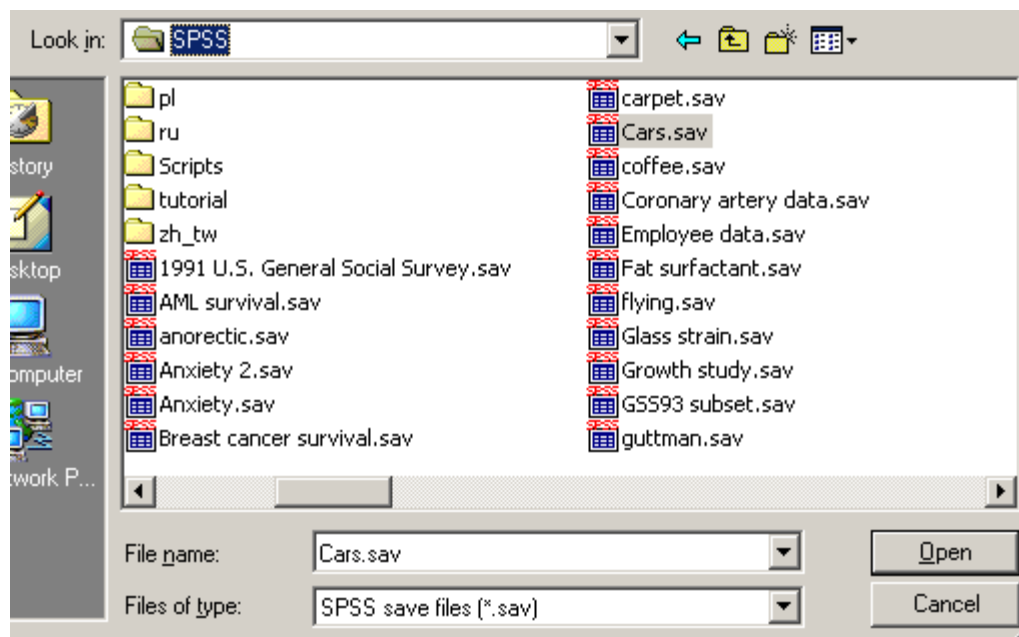 Look in:
SPSS
story
sktop
omputer
twork P...
pl
ru
Scripts
tutorial
zh_tw
1991 U.S. General Social Survey.sav
AML survival.sav
anorectic.sav
Anxiety 2.sav
Anxiety.sav
Breast cancer survival.sav
carpet.sav
Cars.sav
coffee.sav
Coronary artery data.sav
Employee data.sav
Fat surfactant.sav
flying.sav
Glass strain.sav
Growth study.sav
GSS93 subset.sav
guttman.sav
File name:
Cars.sav
Open
Files of type:
SPSS save files (*.sav)
Cancel